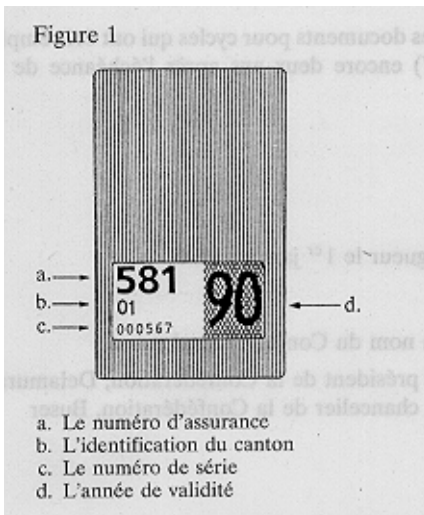 Figure 1
a.
581
90
b.
01
d.
c.
000567
a. Le numéro d'assurance
b. L'identification du canton
c. Le numéro de série
d. L'année de validité